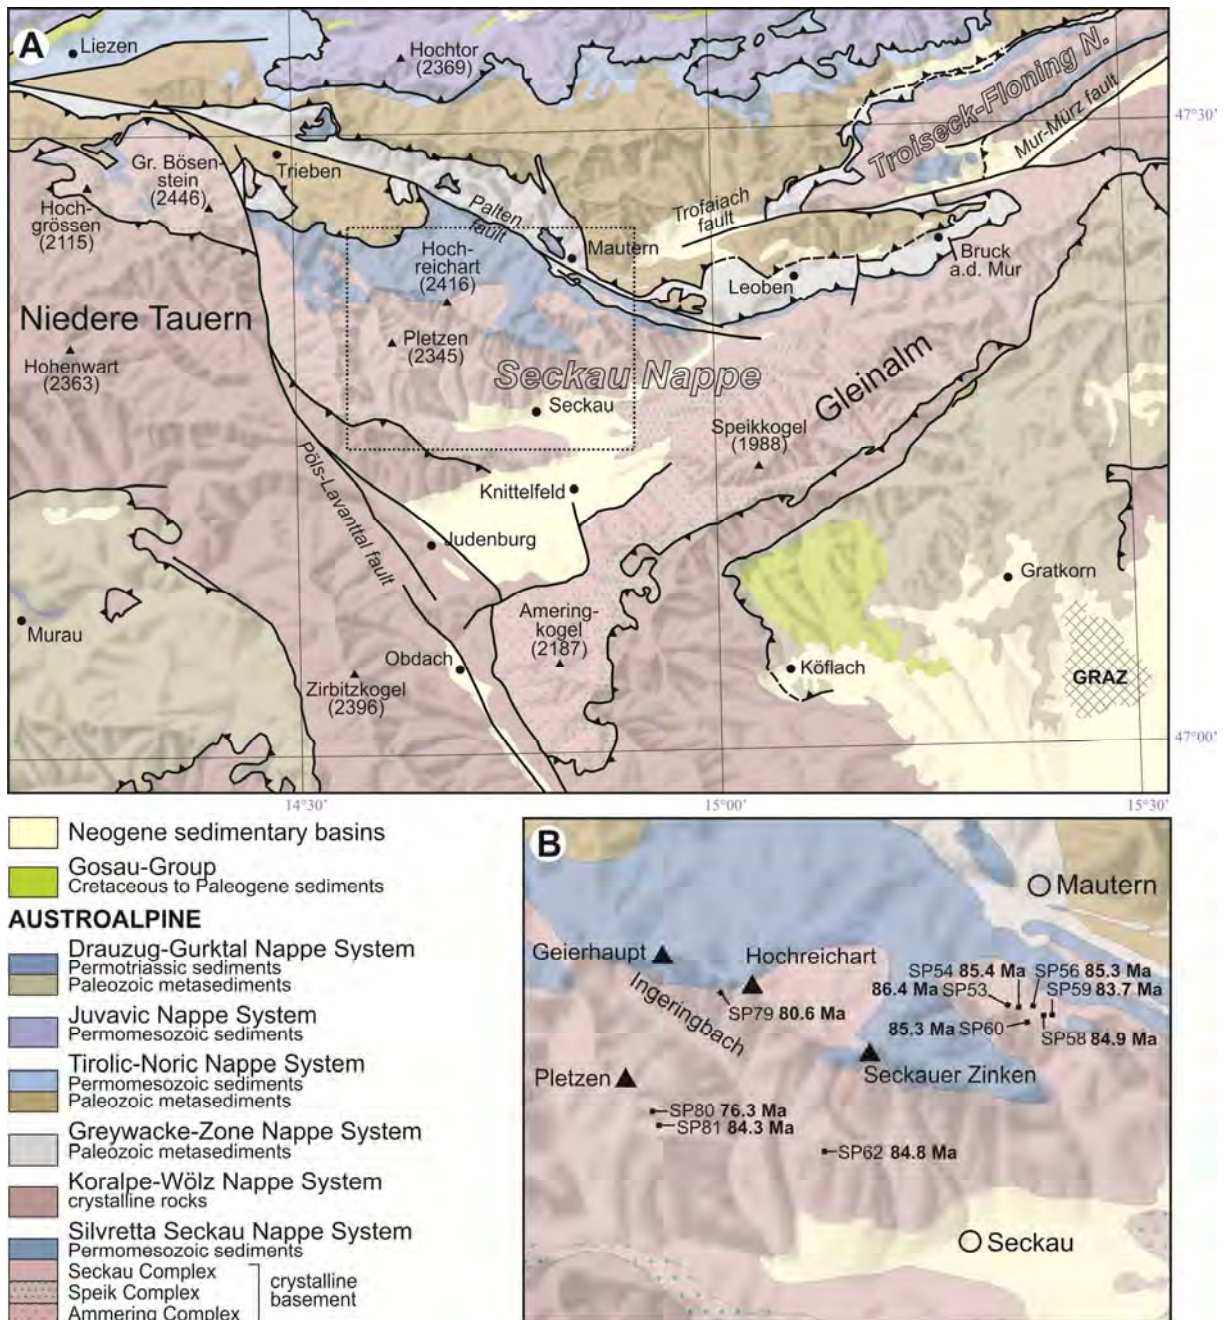 A
Liezen
Hochtor
(2369)
Troiseck-Floning N.
Mur-Mürz fault
47°30'
Gr. Bösen-
stein
(2446)
Trieben
Hoch-
grössen
(2115)
Palten
fault
Trofaiach
fault
Mautern
Hoch-
reichart
(2416)
Leoben
Bruck
a.d. Mur
Niedere Tauern
Pletzen
(2345)
Hohenwart
(2363)
Seckau Nappe
Gleinalm
Seckau
Speikkogel
(1988)
Pöls-Lavanttal fault
Knittelfeld
Judenburg
Gratkorn
Murau
Amering-
kogel
(2187)
Obdach
Köflach
GRAZ
Zirbitzkogel
(2396)
47°00'
14°30'
15°00'
15°30'
Neogene sedimentary basins
Gosau-Group
Cretaceous to Paleogene sediments
AUSTROALPINE
Drauzug-Gurktal Nappe System
Permotriassic sediments
Paleozoic metasediments
Juvavic Nappe System
Permomesozoic sediments
Tirolic-Noric Nappe System
Permomesozoic sediments
Paleozoic metasediments
Greywacke-Zone Nappe System
Paleozoic metasediments
Koralpe-Wölz Nappe System
crystalline rocks
Silvretta Seckau Nappe System
Permomesozoic sediments
Seckau Complex
Speik Complex
Ammering Complex
crystalline
basement
B
Mautern
Geierhaupt
Hochreichart
Ingeringbach
SP54 85.4 Ma
SP56 85.3 Ma
86.4 Ma SP53
SP59 83.7 Ma
SP79 80.6 Ma
85.3 Ma SP60
SP58 84.9 Ma
Pletzen
Seckauer Zinken
SP80 76.3 Ma
SP81 84.3 Ma
SP62 84.8 Ma
Seckau